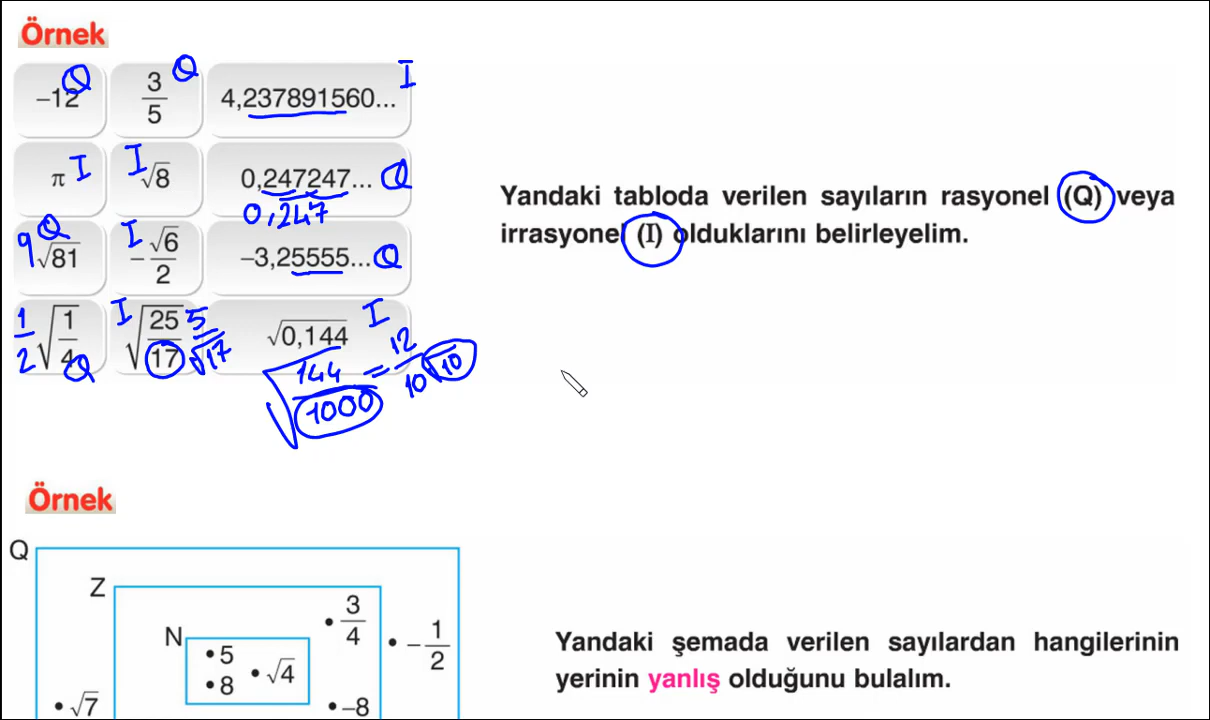 Örnek
−12 Q 3/5 Q 4,237891560... I
π I I √8 0,247247... Q
0,247
9 √81 Q I −√6/2 −3,25555... Q
1/2 √1/4 Q I √25/17 5/√17 √0,144 I
√144/1000 = 12/10√10
Yandaki tabloda verilen sayıların rasyonel (Q) veya
irrasyonel (I) olduklarını belirleyelim.
Örnek
Q
Z
N
• 5
• 8
• √4
• 3/4
• −8
• −1/2
• √7
Yandaki şemada verilen sayılardan hangilerinin
yerinin yanlış olduğunu bulalım.